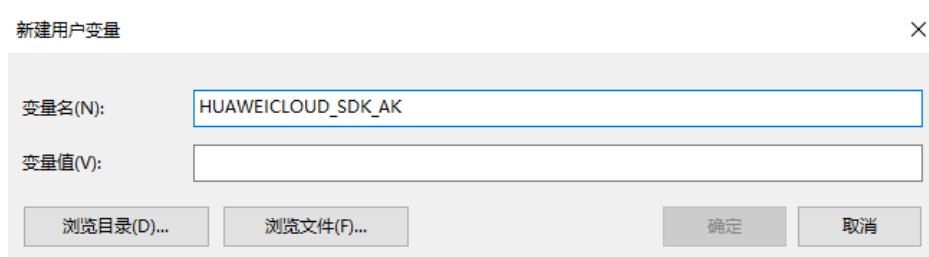 新建用户变量
变量名(N): HUAWEICLOUD_SDK_AK
变量值(V):
浏览目录(D)... 浏览文件(F)... 确定 取消